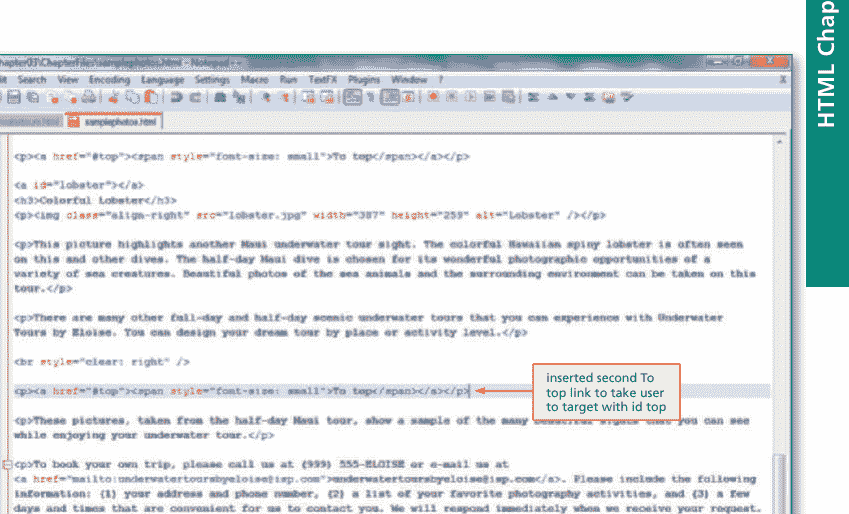 HTML Chap
Search View Encoding Language Settings Macro Run TextFX Plugins Window ?
samplephotos.html
<p><a href="#top"><span style="font-size: small">To top</span></a></p>
<a id="lobster"></a>
<h3>Colorful Lobster</h3>
<p><img class="align-right" src="lobster.jpg" width="387" height="259" alt="Lobster" /></p>
<p>This picture highlights another Maui underwater tour sight. The colorful Hawaiian spiny lobster is often seen
on this and other dives. The half-day Maui dive is chosen for its wonderful photographic opportunities of a
variety of sea creatures. Beautiful photos of the sea animals and the surrounding environment can be taken on this
tour.</p>
<p>There are many other full-day and half-day scenic underwater tours that you can experience with Underwater
Tours by Eloise. You can design your dream tour by place or activity level.</p>
<br style="clear: right" />
<p><a href="#top"><span style="font-size: small">To top</span></a></p>
inserted second To
top link to take user
to target with id top
<p>These pictures, taken from the half-day Maui tour, show a sample of the many beautiful sights that you can see
while enjoying your underwater tour.</p>
<p>To book your own trip, please call us at (999) 555-ELOISE or e-mail us at
<a href="mailto:underwatertoursbyeloise@isp.com">underwatertoursbyeloise@isp.com</a>. Please include the following
information: (1) your address and phone number, (2) a list of your favorite photography activities, and (3) a few
days and times that are convenient for us to contact you. We will respond immediately when we receive your request.